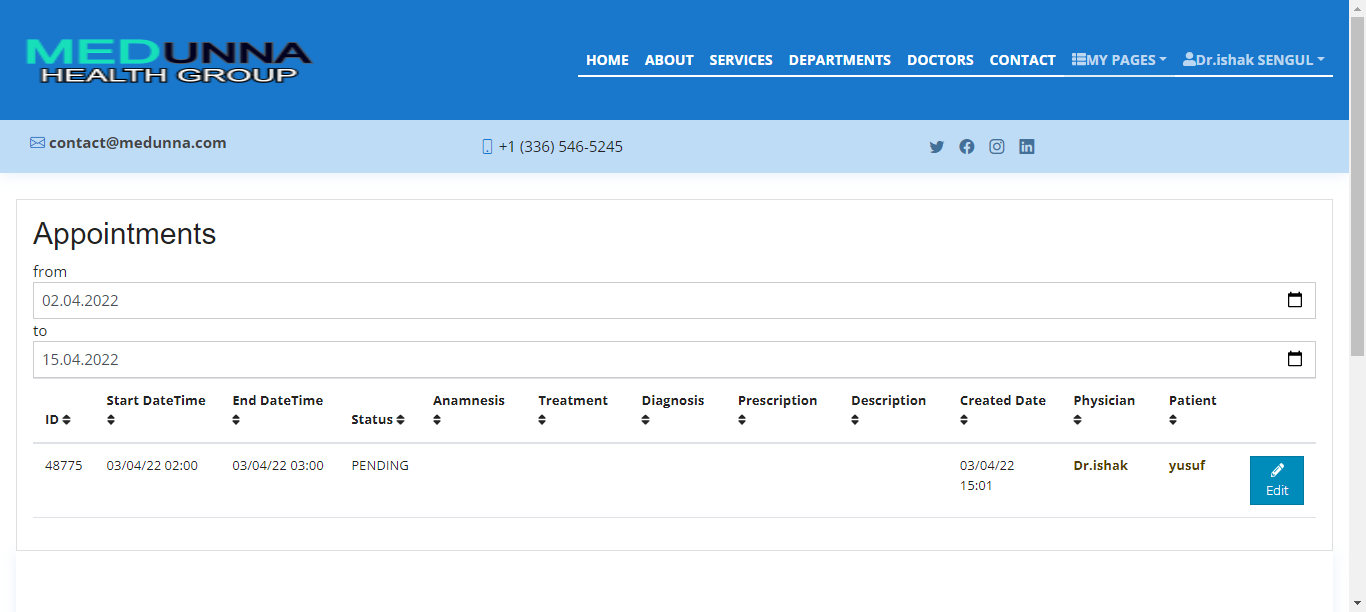 MEDUNNA
HEALTH GROUP
HOME ABOUT SERVICES DEPARTMENTS DOCTORS CONTACT MY PAGES Dr.ishak SENGUL
contact@medunna.com
+1 (336) 546-5245
Appointments
from
02.04.2022
to
15.04.2022
ID Start DateTime End DateTime Status Anamnesis Treatment Diagnosis Prescription Description Created Date Physician Patient
48775 03/04/22 02:00 03/04/22 03:00 PENDING 03/04/22 Dr.ishak yusuf
15:01
Edit